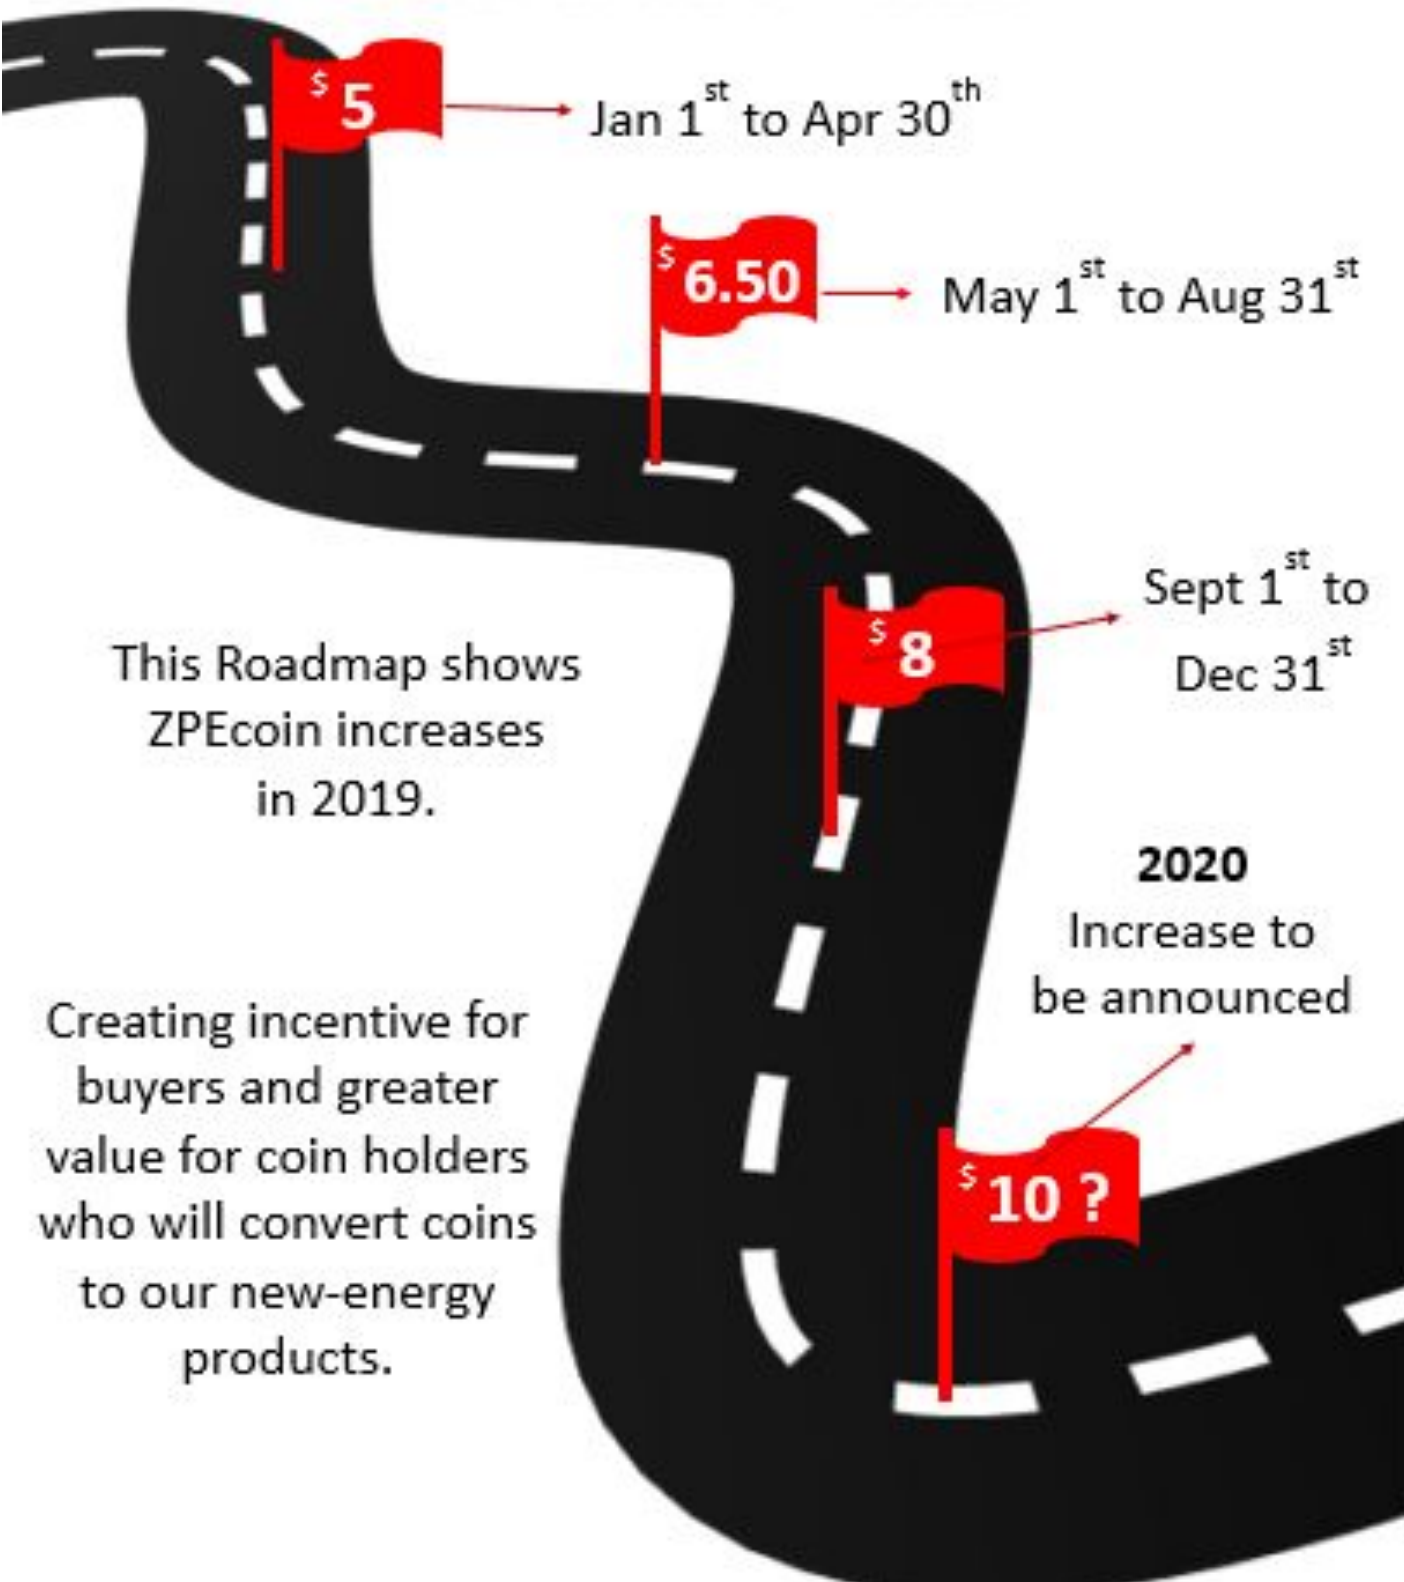 $ 5
Jan 1st to Apr 30th
$ 6.50
May 1st to Aug 31st
$ 8
Sept 1st to
Dec 31st
This Roadmap shows
ZPEcoin increases
in 2019.
2020
Increase to
be announced
$ 10 ?
Creating incentive for
buyers and greater
value for coin holders
who will convert coins
to our new-energy
products.